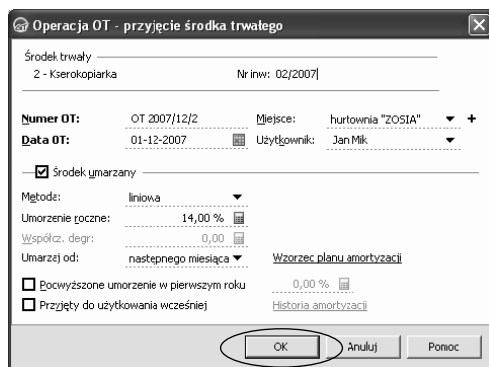 Operacja OT - przyjęcie środka trwałego
Środek trwały
2 - Kserokopiarka Nr inw: 02/2007
Numer OT: OT 2007/12/2 Miejsce: hurtownia "ZOSIA"
Data OT: 01-12-2007 Użytkownik: Jan Mik
Środek umarzany
Metoda: liniowa
Umorzenie roczne: 14,00 %
Współcz. degr: 0,00
Umarzaj od: następnego miesiąca Wzorzec planu amortyzacji
Podwyższone umorzenie w pierwszym roku 0,00 %
Przyjęty do użytkowania wcześniej Historia amortyzacji
OK Anuluj Pomoc